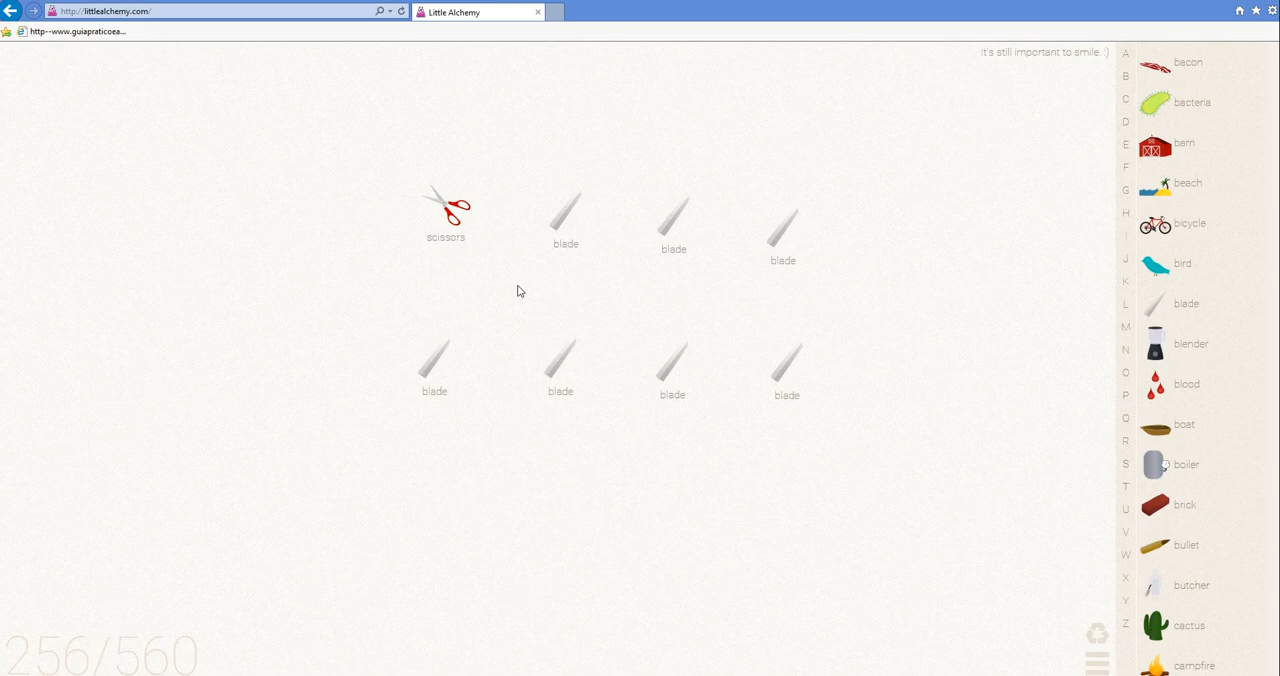 http://littlealchemy.com/
Little Alchemy
http--www.guiapraticoea...
It's still important to smile. :)
scissors
blade
blade
blade
blade
blade
blade
blade
A
B
C
D
E
F
G
H
I
J
K
L
M
N
O
P
Q
R
S
T
U
V
W
X
Y
Z
bacon
bacteria
barn
beach
bicycle
bird
blade
blender
blood
boat
boiler
brick
bullet
butcher
cactus
campfire
256/560